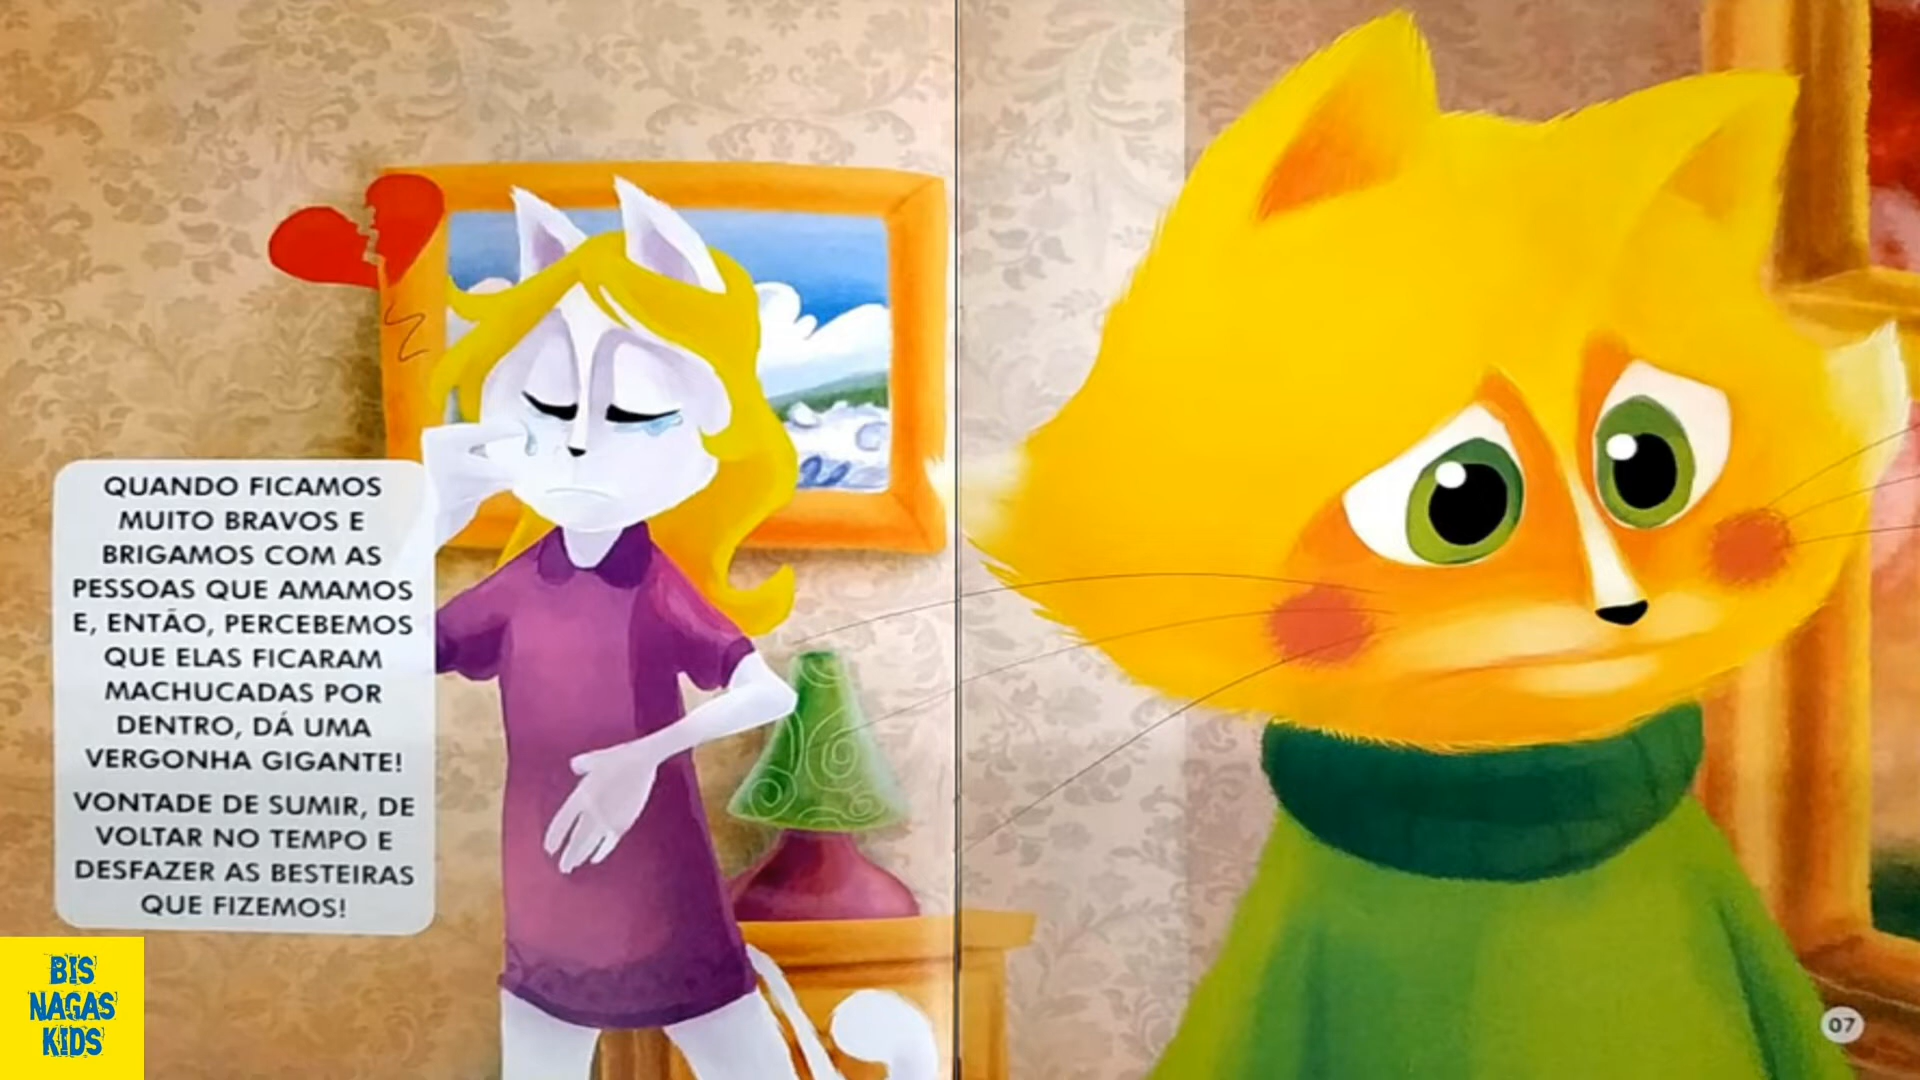 QUANDO FICAMOS
MUITO BRAVOS E
BRIGAMOS COM AS
PESSOAS QUE AMAMOS
E, ENTÃO, PERCEBEMOS
QUE ELAS FICARAM
MACHUCADAS POR
DENTRO, DÁ UMA
VERGONHA GIGANTE!
VONTADE DE SUMIR, DE
VOLTAR NO TEMPO E
DESFAZER AS BESTEIRAS
QUE FIZEMOS!
BIS
NAGAS
KIDS
07